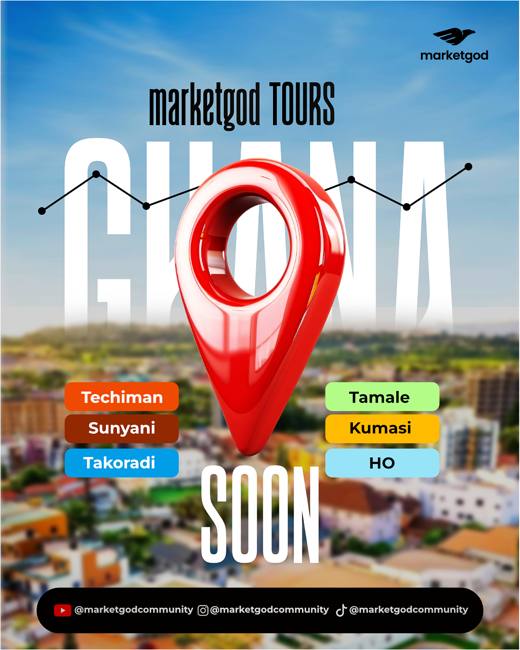 marketgod
marketgod TOURS
GHANA
Techiman
Tamale
Sunyani
Kumasi
Takoradi
HO
SOON
@marketgodcommunity @marketgodcommunity @marketgodcommunity